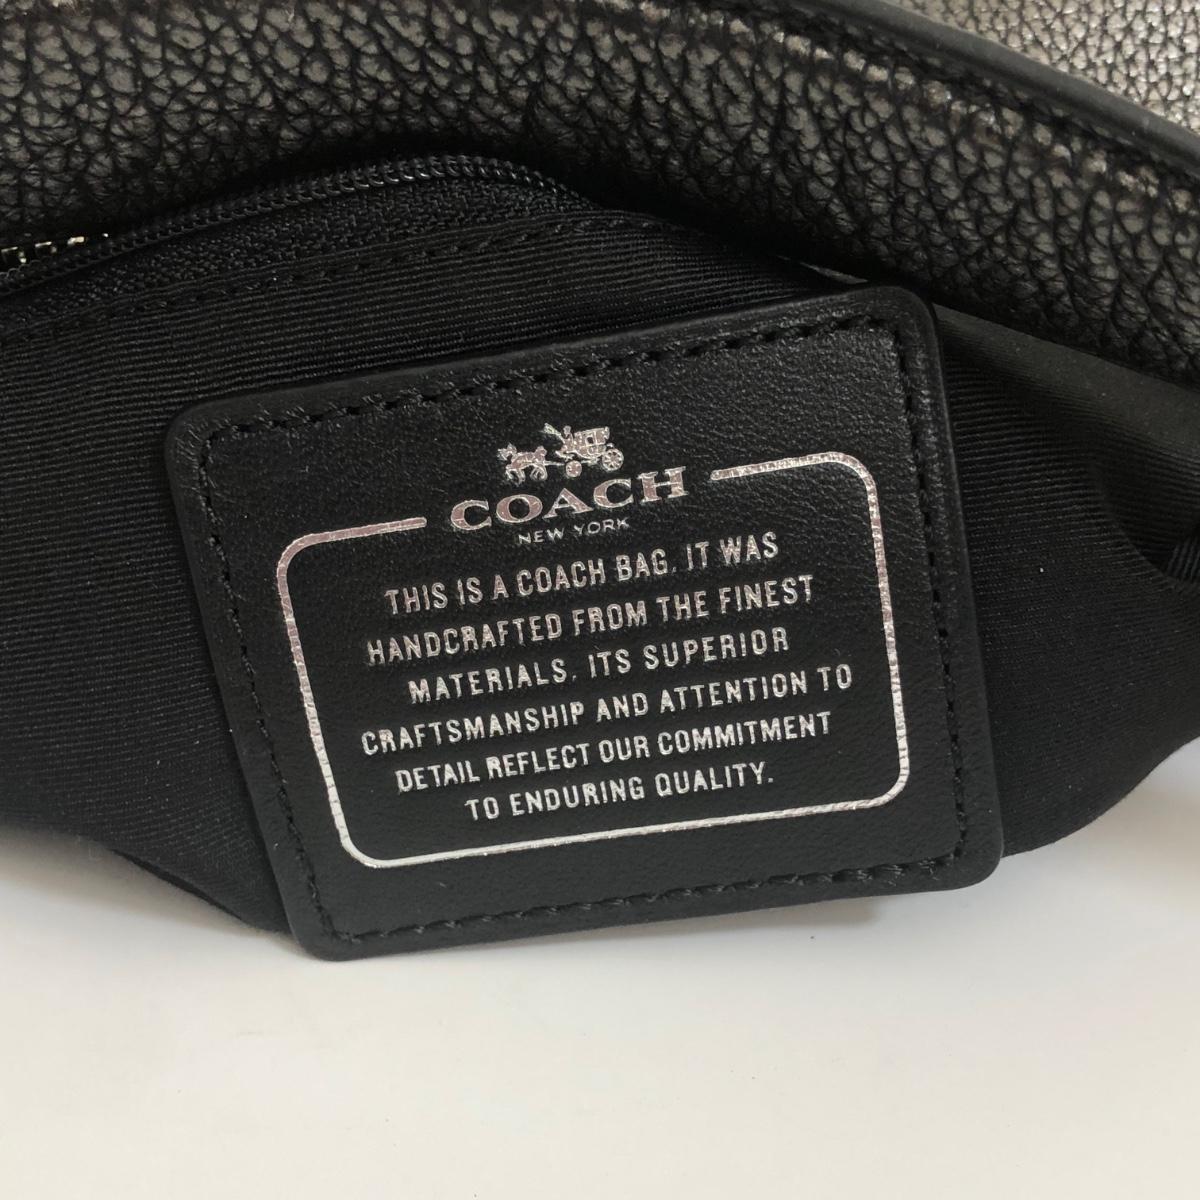 COACH
NEW YORK
THIS IS A COACH BAG. IT WAS
HANDCRAFTED FROM THE FINEST
MATERIALS. ITS SUPERIOR
CRAFTSMANSHIP AND ATTENTION TO
DETAIL REFLECT OUR COMMITMENT
TO ENDURING QUALITY.